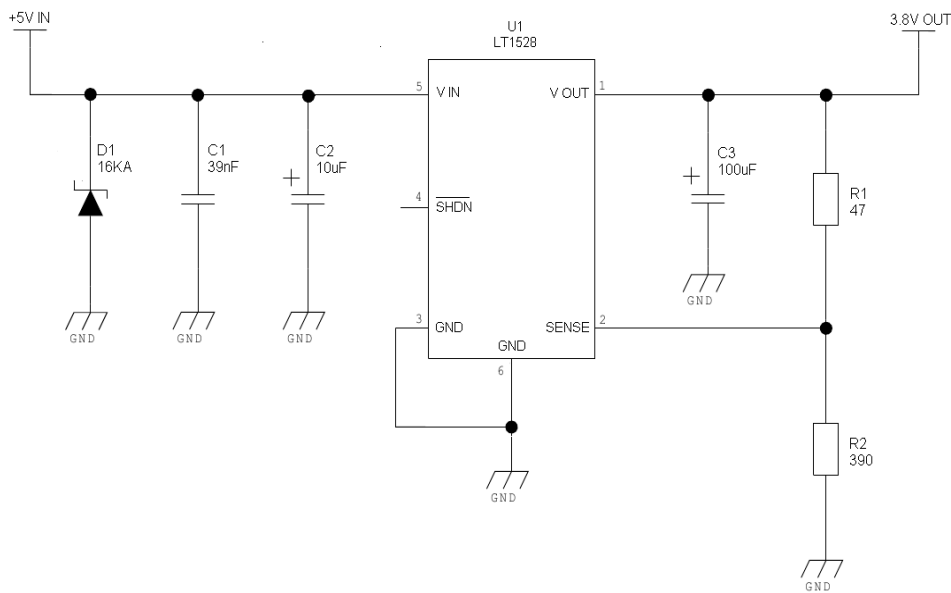 +5V IN
U1
LT1528
3.8V OUT
5
V IN
V OUT
1
D1
16KA
C1
39nF
C2
10uF
+
C3
100uF
+
4
SHDN
R1
47
3
GND
SENSE
2
GND
6
GND
GND
GND
GND
GND
R2
390
GND